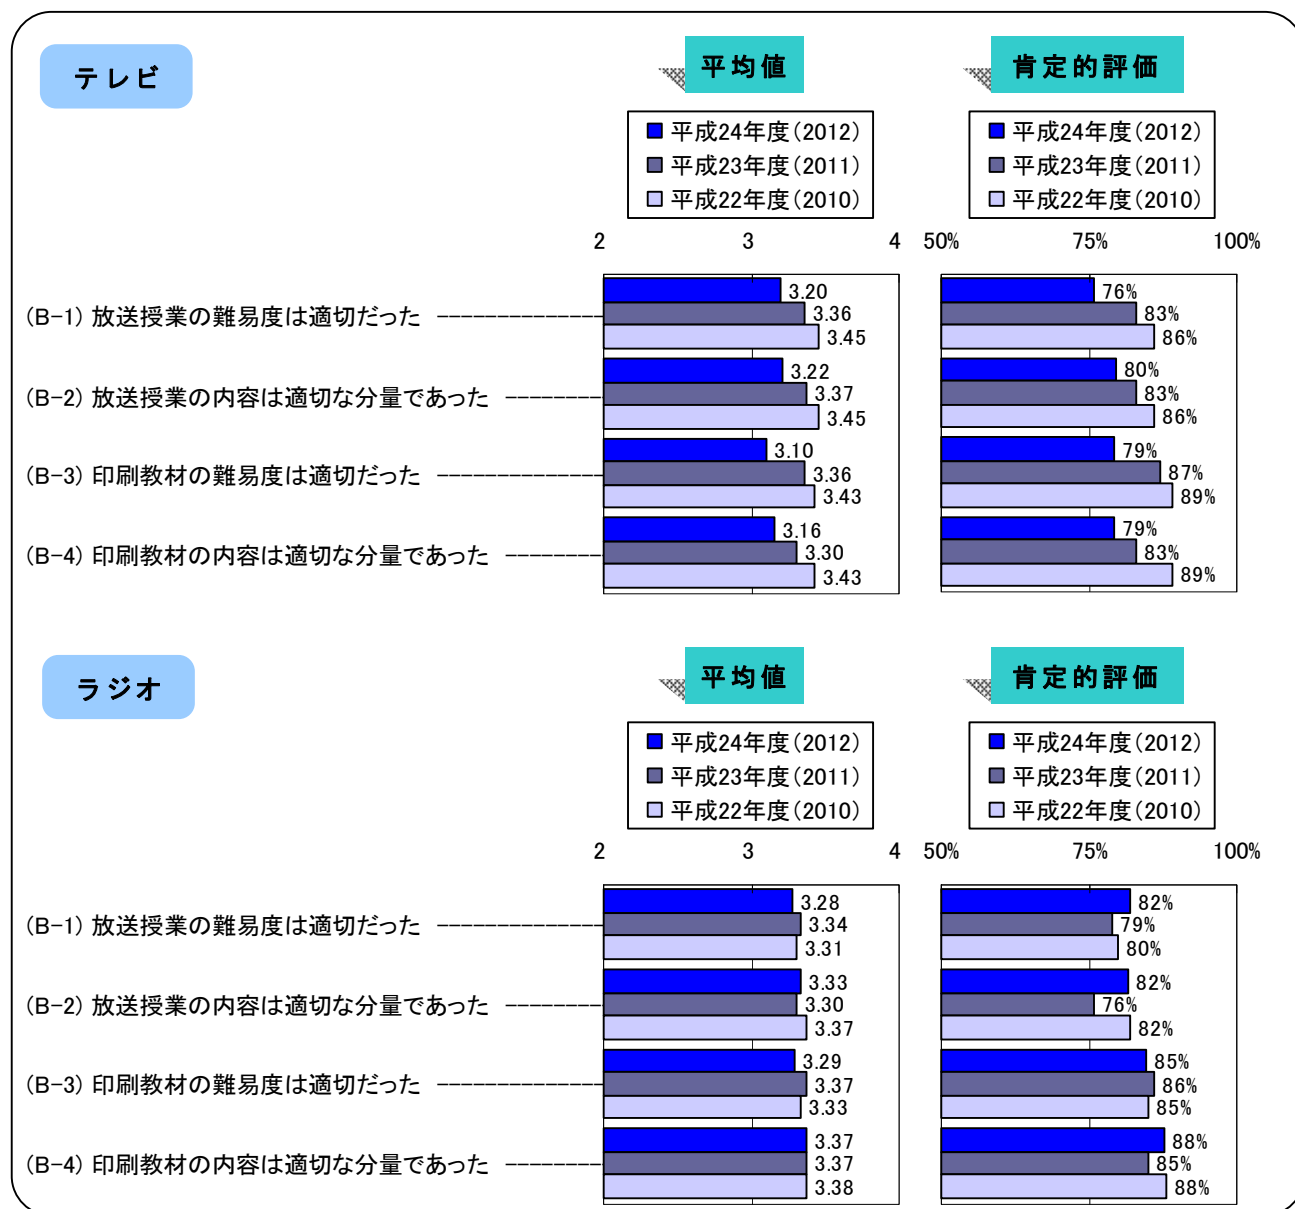 テレビ
平均値
肯定的評価
平成24年度(2012)
平成23年度(2011)
平成22年度(2010)
平成24年度(2012)
平成23年度(2011)
平成22年度(2010)
2 3 4
50% 75% 100%
(B-1) 放送授業の難易度は適切だった
3.20
3.36
3.45
76%
83%
86%
(B-2) 放送授業の内容は適切な分量であった
3.22
3.37
3.45
80%
83%
86%
(B-3) 印刷教材の難易度は適切だった
3.10
3.36
3.43
79%
87%
89%
(B-4) 印刷教材の内容は適切な分量であった
3.16
3.30
3.43
79%
83%
89%
ラジオ
平均値
肯定的評価
平成24年度(2012)
平成23年度(2011)
平成22年度(2010)
平成24年度(2012)
平成23年度(2011)
平成22年度(2010)
2 3 4
50% 75% 100%
(B-1) 放送授業の難易度は適切だった
3.28
3.34
3.31
82%
79%
80%
(B-2) 放送授業の内容は適切な分量であった
3.33
3.30
3.37
82%
76%
82%
(B-3) 印刷教材の難易度は適切だった
3.29
3.37
3.33
85%
86%
85%
(B-4) 印刷教材の内容は適切な分量であった
3.37
3.37
3.38
88%
85%
88%